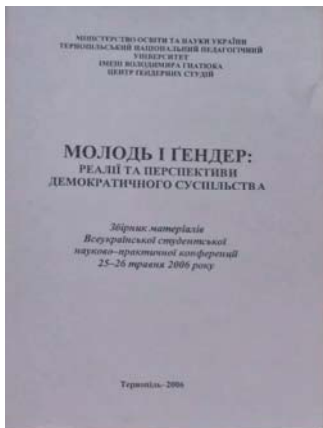 МІНІСТЕРСТВО ОСВІТИ ТА НАУКИ УКРАЇНИ
ТЕРНОПІЛЬСЬКИЙ НАЦІОНАЛЬНИЙ ПЕДАГОГІЧНИЙ
УНІВЕРСИТЕТ
ІМЕНІ ВОЛОДИМИРА ГНАТЮКА
ЦЕНТР ҐЕНДЕРНИХ СТУДІЙ
МОЛОДЬ І ҐЕНДЕР:
РЕАЛІЇ ТА ПЕРСПЕКТИВИ
ДЕМОКРАТИЧНОГО СУСПІЛЬСТВА
Збірник матеріалів
Всеукраїнської студентської
науково–практичної конференції
25–26 травня 2006 року
Тернопіль–2006